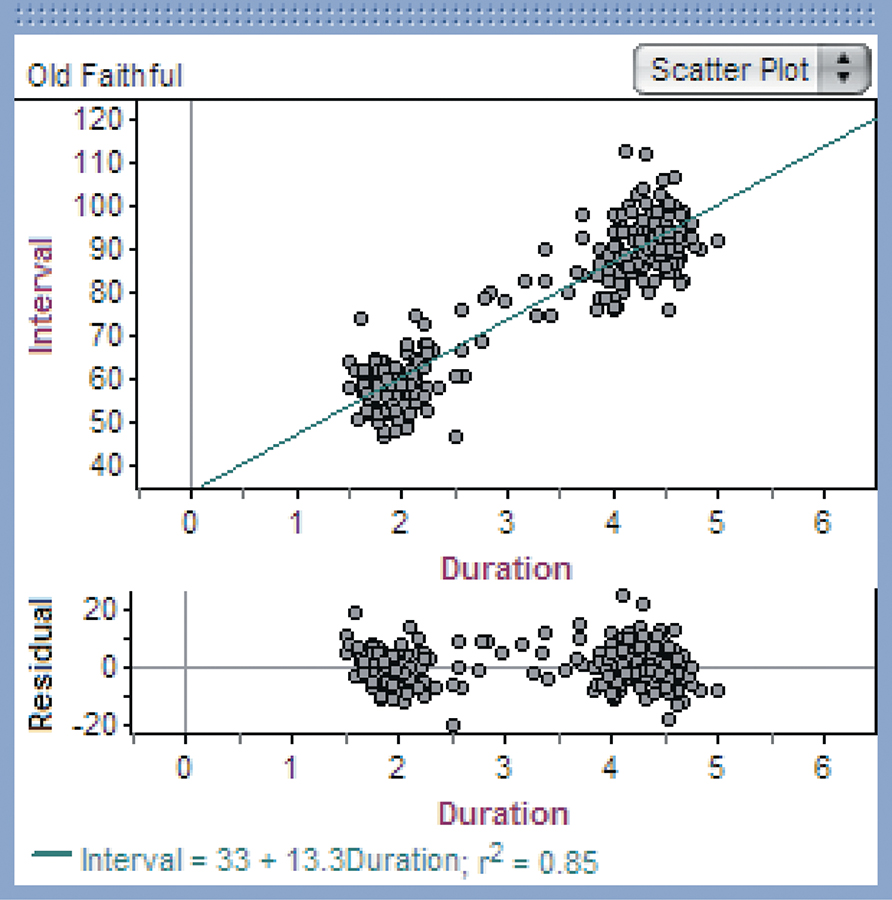 Old Faithful
Scatter Plot
120
110
100
90
80
70
60
50
40
Interval
0 1 2 3 4 5 6
Duration
20
0
-20
Residual
0 1 2 3 4 5 6
Duration
Interval = 33 + 13.3Duration; r² = 0.85